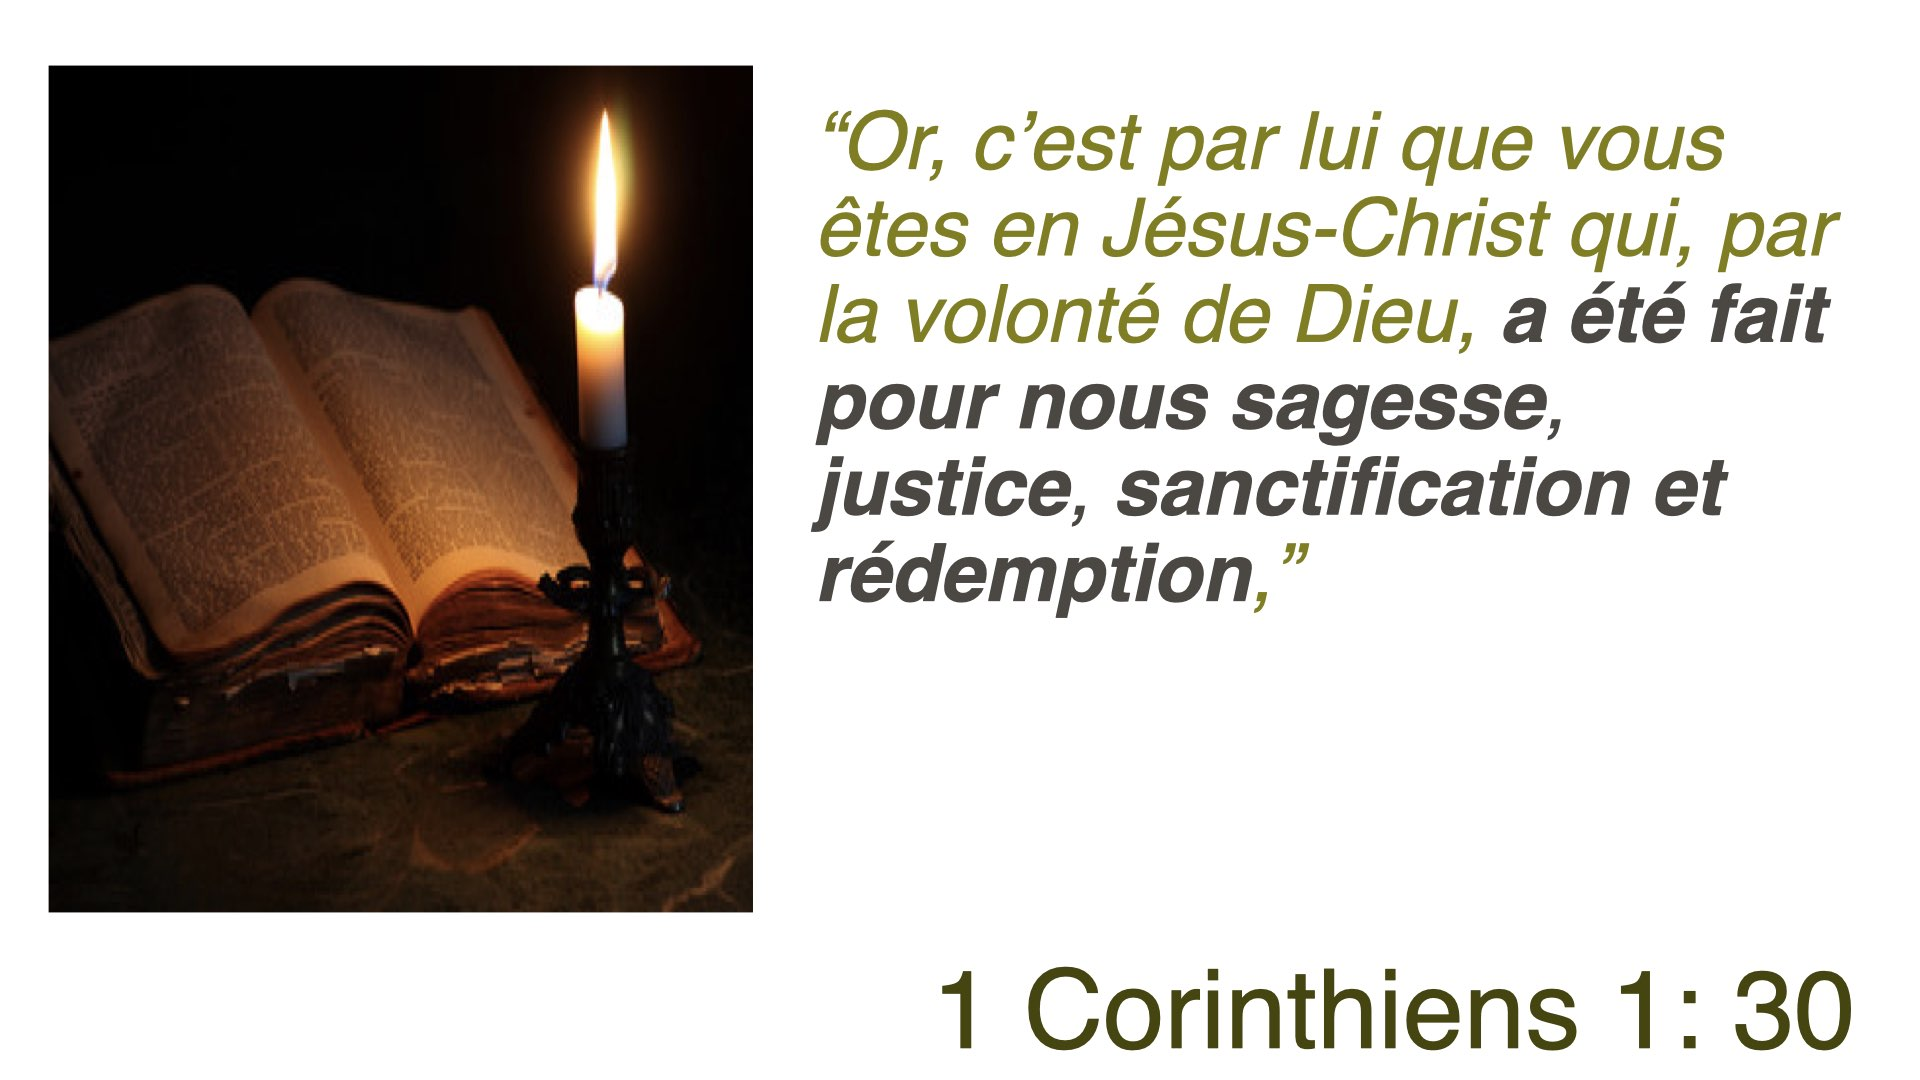 “Or, c’est par lui que vous
êtes en Jésus-Christ qui, par
la volonté de Dieu, a été fait
pour nous sagesse,
justice, sanctification et
rédemption,”
1 Corinthiens 1: 30